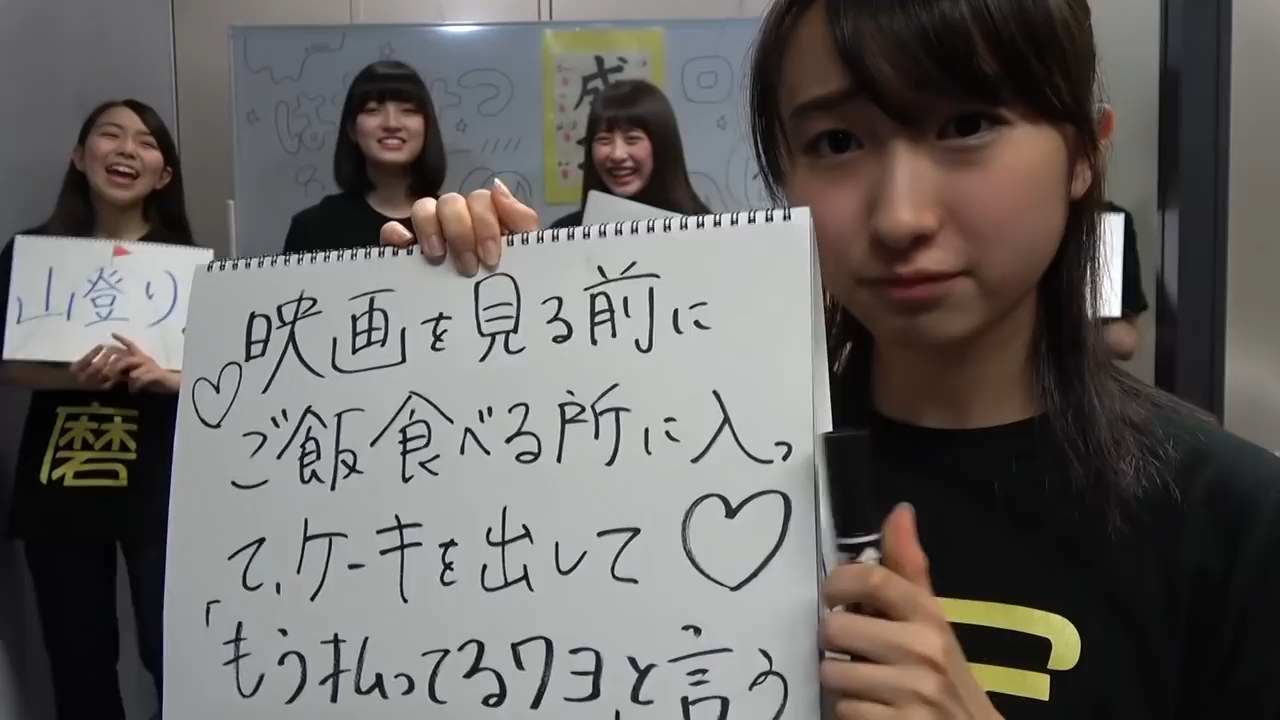 映画を見る前に
ご飯食べる所に入っ
て、ケーキを出して
「もう払ってるワヨ」と言う
山登り
磨